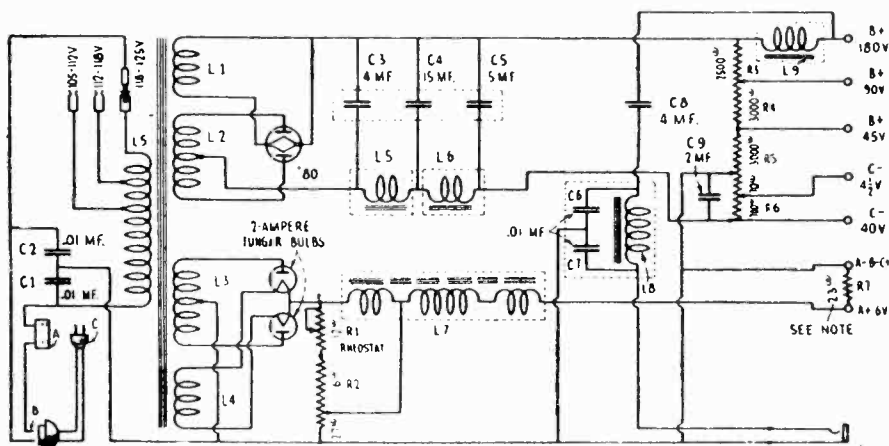 105-112V
112-118V
118-125V
L5
C2
.01 MF.
C1
.01 MF.
A
C
B
L1
L2
'80
L3
L4
2-AMPERE
TUNGAR BULBS
C3
4 MF
C4
15 MF.
C5
5 MF
L5
L6
R1
RHEOSTAT
R2
L7
C6
.01 MF
C7
L8
C8
4 MF.
C9
2 MF
2500ω
R3
3000ω
R4
R5
R6
L9
B+
180V
B+
90V
B+
45V
C-
4½V
C-
40V
A-B-C+
R7
A+ 6V
SEE NOTE